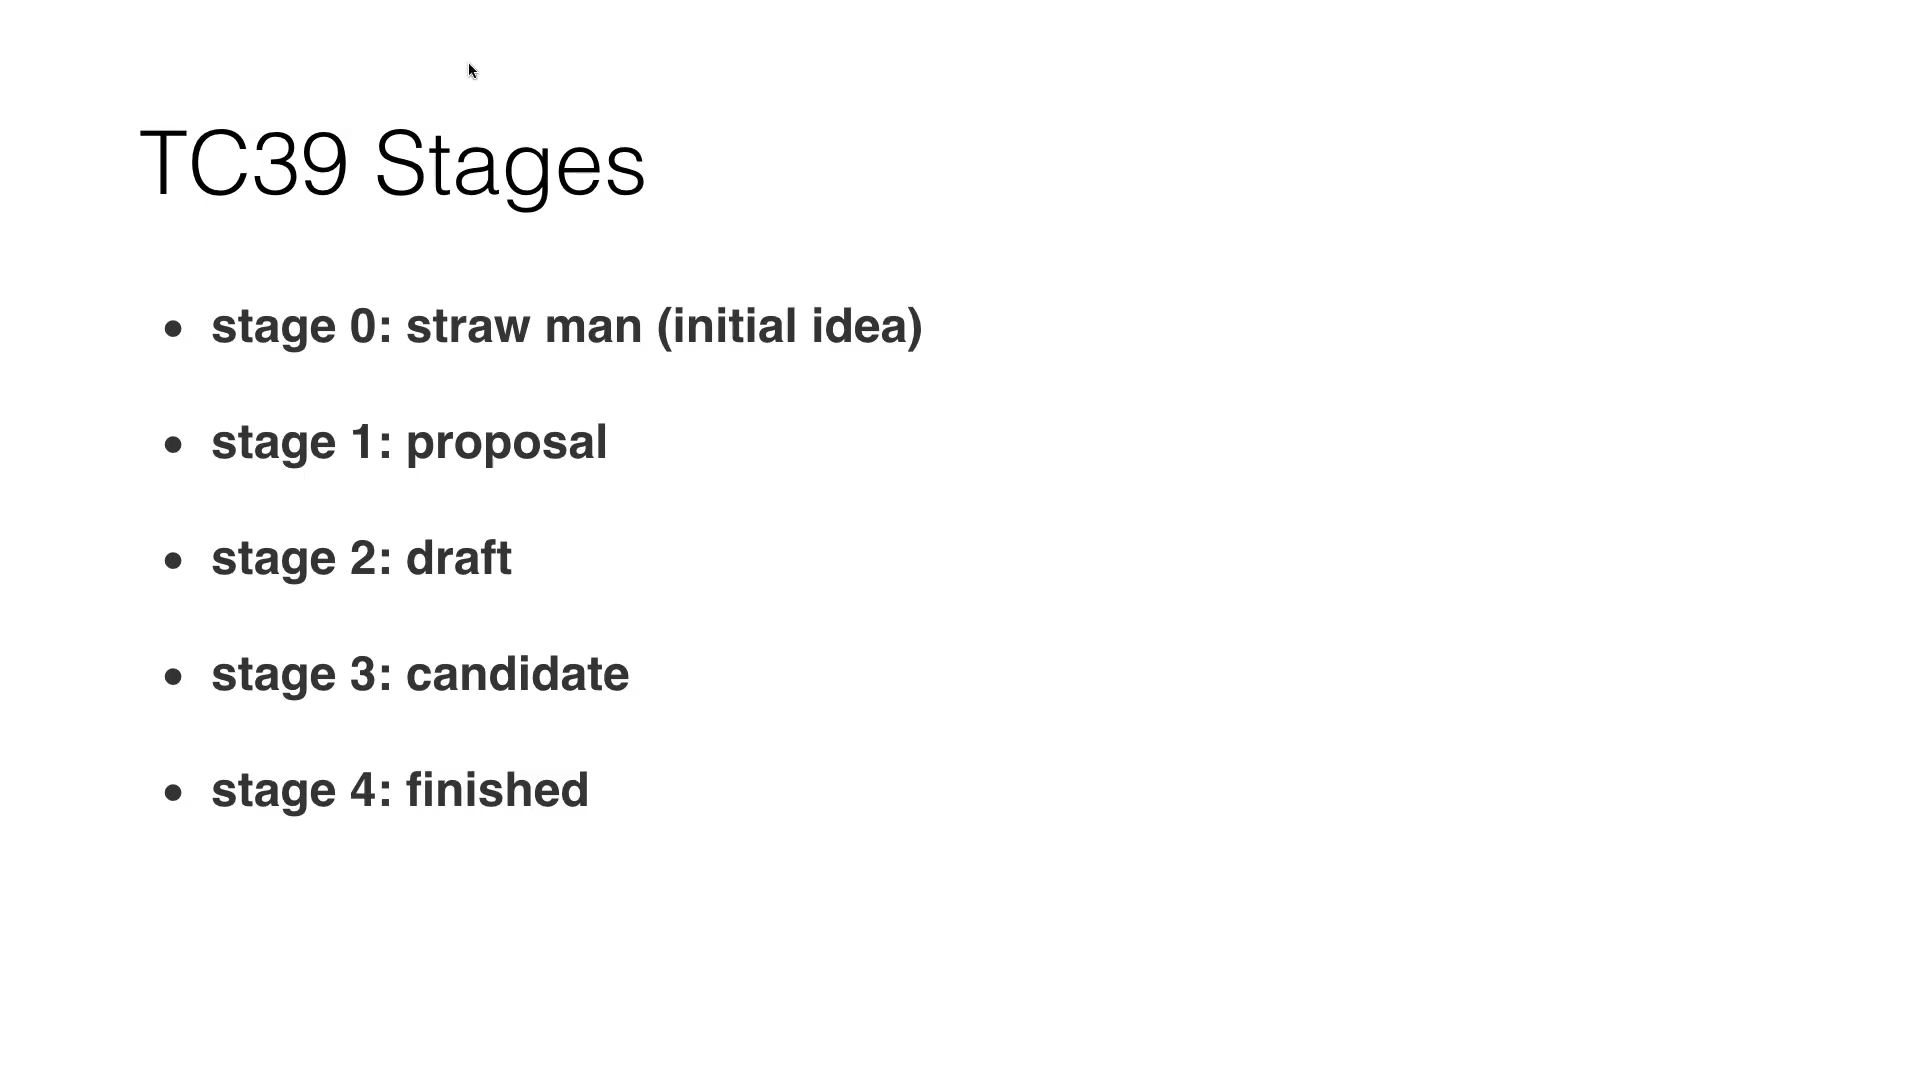 TC39 Stages
• stage 0: straw man (initial idea)
• stage 1: proposal
• stage 2: draft
• stage 3: candidate
• stage 4: finished